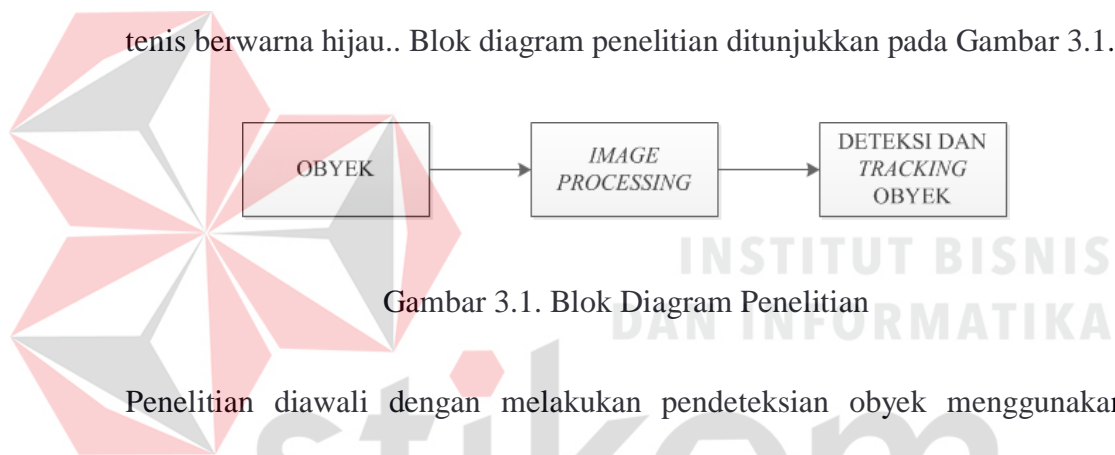 tenis berwarna hijau.. Blok diagram penelitian ditunjukkan pada Gambar 3.1.
OBYEK
IMAGE
PROCESSING
DETEKSI DAN
TRACKING
OBYEK
INSTITUT BISNIS
DAN INFORMATIKA
Gambar 3.1. Blok Diagram Penelitian
Penelitian diawali dengan melakukan pendeteksian obyek menggunakan
stikom